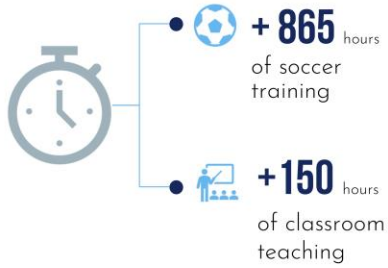 + 865 hours
of soccer
training
+150 hours
of classroom
teaching